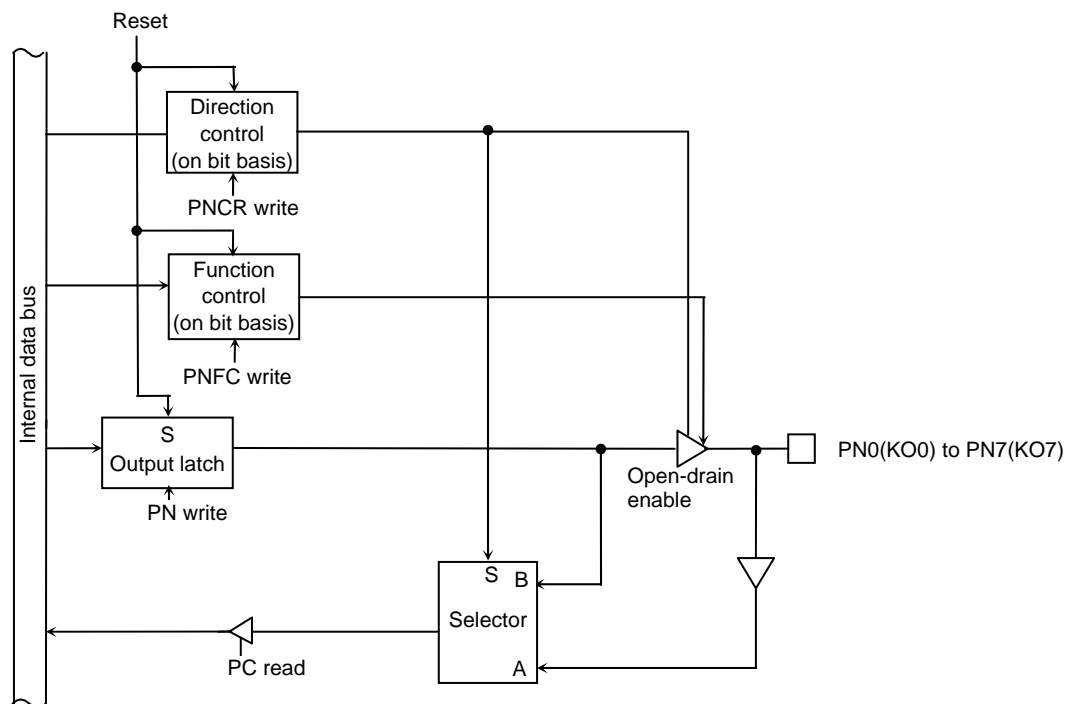 Reset
Direction
control
(on bit basis)
PNCR write
Function
control
(on bit basis)
PNFC write
Internal data bus
S
Output latch
PN write
Open-drain
enable
PN0(KO0) to PN7(KO7)
S
B
Selector
A
PC read